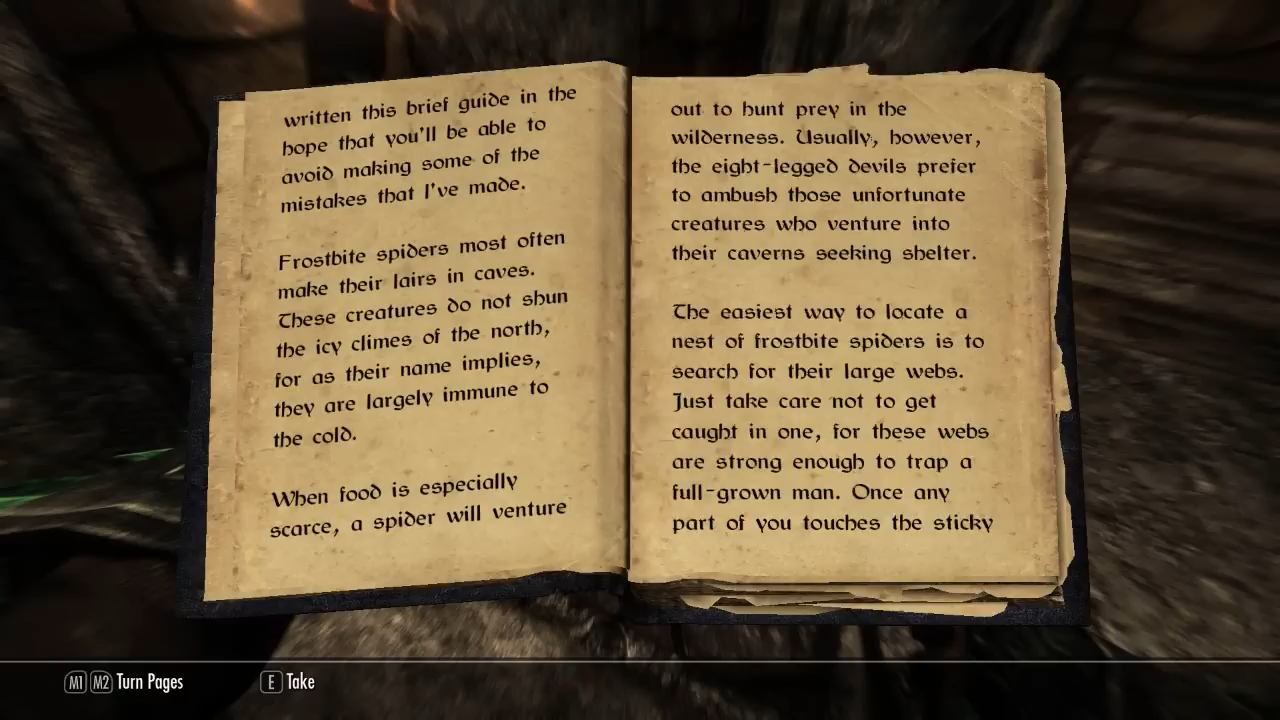 written this brief guide in the
hope that you'll be able to
avoid making some of the
mistakes that I've made.
Frostbite spiders most often
make their lairs in caves.
These creatures do not shun
the icy climes of the north,
for as their name implies,
they are largely immune to
the cold.
When food is especially
scarce, a spider will venture
out to hunt prey in the
wilderness. Usually, however,
the eight-legged devils prefer
to ambush those unfortunate
creatures who venture into
their caverns seeking shelter.
The easiest way to locate a
nest of frostbite spiders is to
search for their large webs.
Just take care not to get
caught in one, for these webs
are strong enough to trap a
full-grown man. Once any
part of you touches the sticky
M1 M2 Turn Pages
E Take